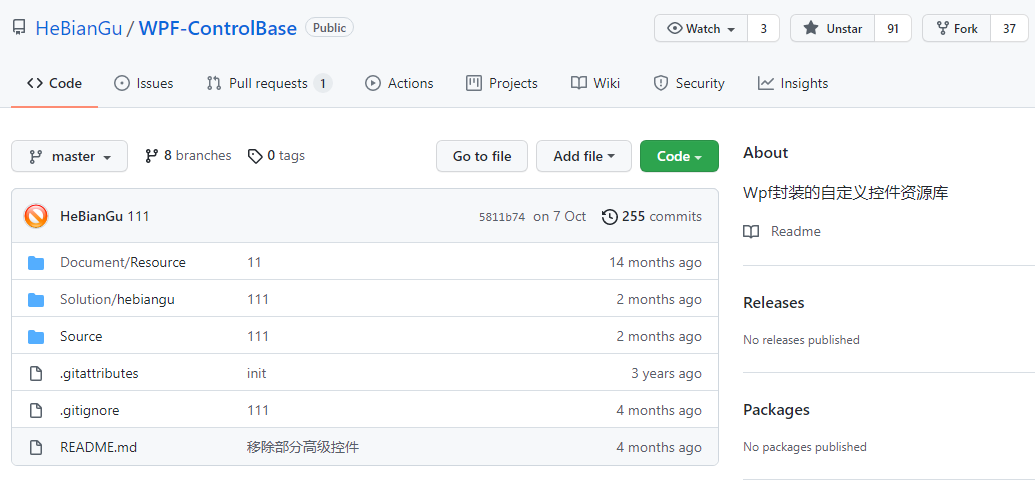 HeBianGu / WPF-ControlBase Public Watch 3 Unstar 91 Fork 37
Code Issues Pull requests 1 Actions Projects Wiki Security Insights
master 8 branches 0 tags Go to file Add file Code
HeBianGu 111 5811b74 on 7 Oct 255 commits
Document/Resource 11 14 months ago
Solution/hebiangu 111 2 months ago
Source 111 2 months ago
.gitattributes init 3 years ago
.gitignore 111 4 months ago
README.md 移除部分高级控件 4 months ago
About
Wpf封装的自定义控件资源库
Readme
Releases
No releases published
Packages
No packages published